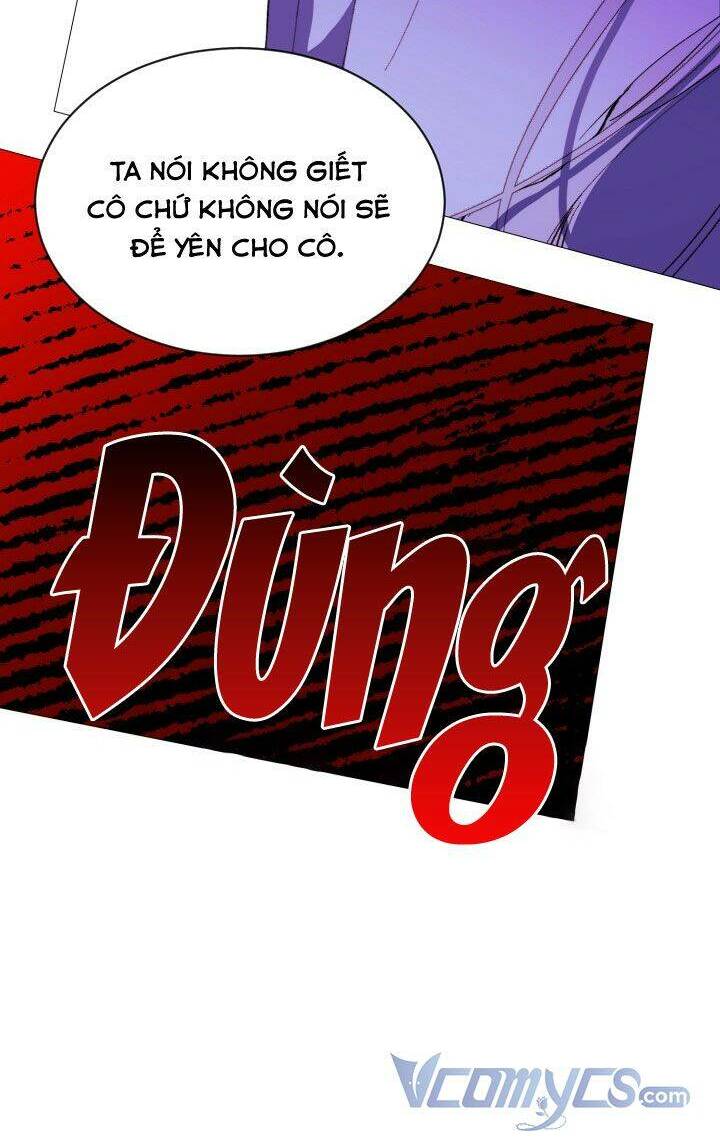 TA NÓI KHÔNG GIẾT
CÔ CHỨ KHÔNG NÓI SẼ
ĐỂ YÊN CHO CÔ.
Đùng
VCOMYCS.com